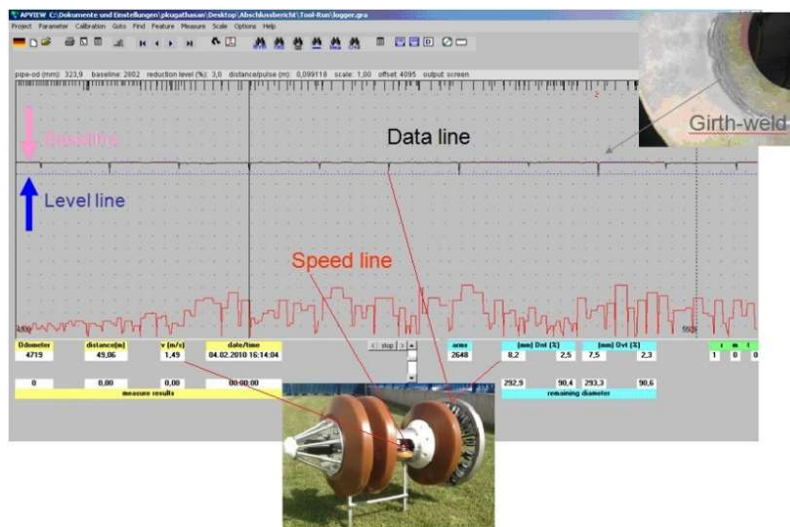 APVIEW C:\Dokumente und Einstellungen\pkugathasan\Desktop\Abschlussbericht\Tool-Run\logger.gra
Project Parameter Calibration Goto Find Feature Measure Scale Options Help
pipe-od (mm): 323,9 baseline: 2802 reduction level (%): 3,0 distance/pulse (m): 0,099118 scale: 1,00 offset 4095 output: screen
2
Girth-weld
Baseline
Data line
Level line
Speed line
Odometer distance(m) v (m/s) date/time < stop > arms (mm) Dnt (%) (mm) Ovt (%)
4719 49,06 1,49 04.02.2010 16:14:04 2648 8,2 2,5 7,5 2,3 1 0 0
0 0,00 0,00 00:00:00 292,9 90,4 293,3 90,6
measure results remaining diameter